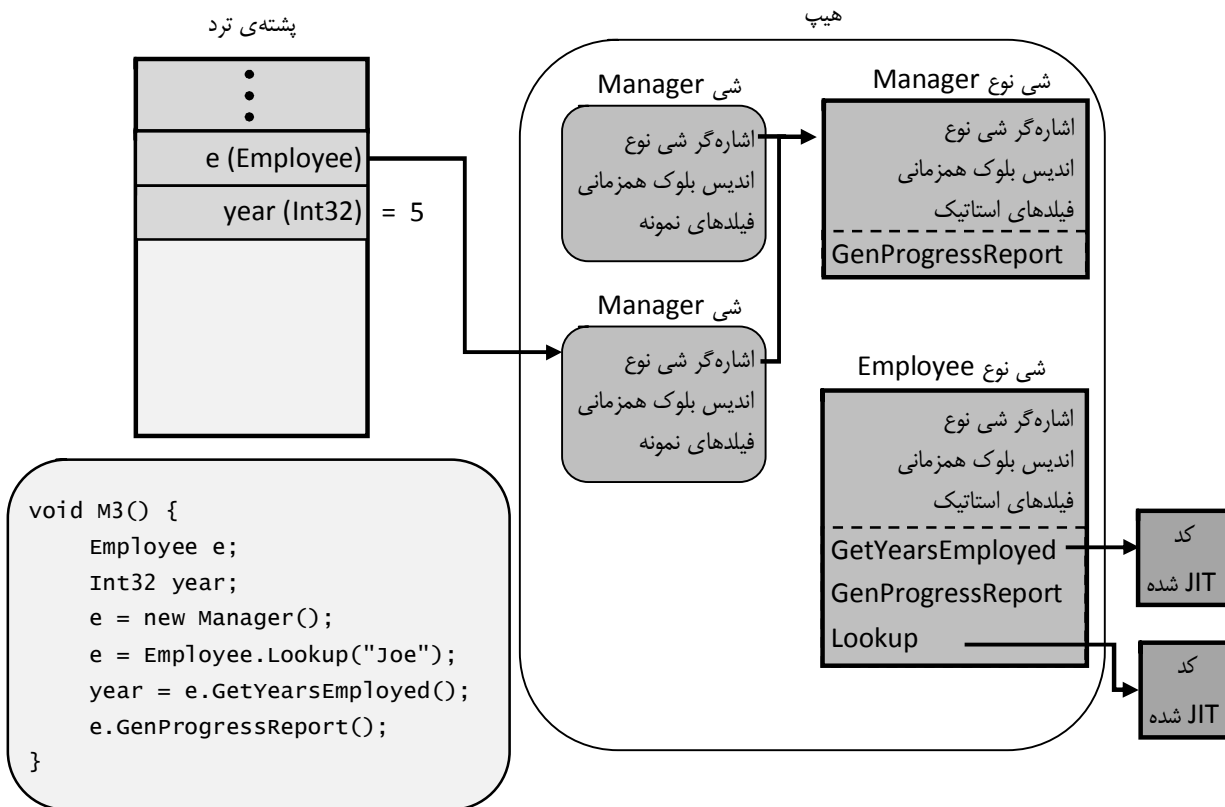 پشته‌ی ترد
e (Employee)
year (Int32) = 5
هیپ
شی Manager
اشاره‌گر شی نوع
اندیس بلوک همزمانی
فیلدهای نمونه
شی Manager
اشاره‌گر شی نوع
اندیس بلوک همزمانی
فیلدهای نمونه
شی نوع Manager
اشاره‌گر شی نوع
اندیس بلوک همزمانی
فیلدهای استاتیک
GenProgressReport
شی نوع Employee
اشاره‌گر شی نوع
اندیس بلوک همزمانی
فیلدهای استاتیک
GetYearsEmployed
GenProgressReport
Lookup
کد
JIT شده
کد
JIT شده
void M3() {
Employee e;
Int32 year;
e = new Manager();
e = Employee.Lookup("Joe");
year = e.GetYearsEmployed();
e.GenProgressReport();
}